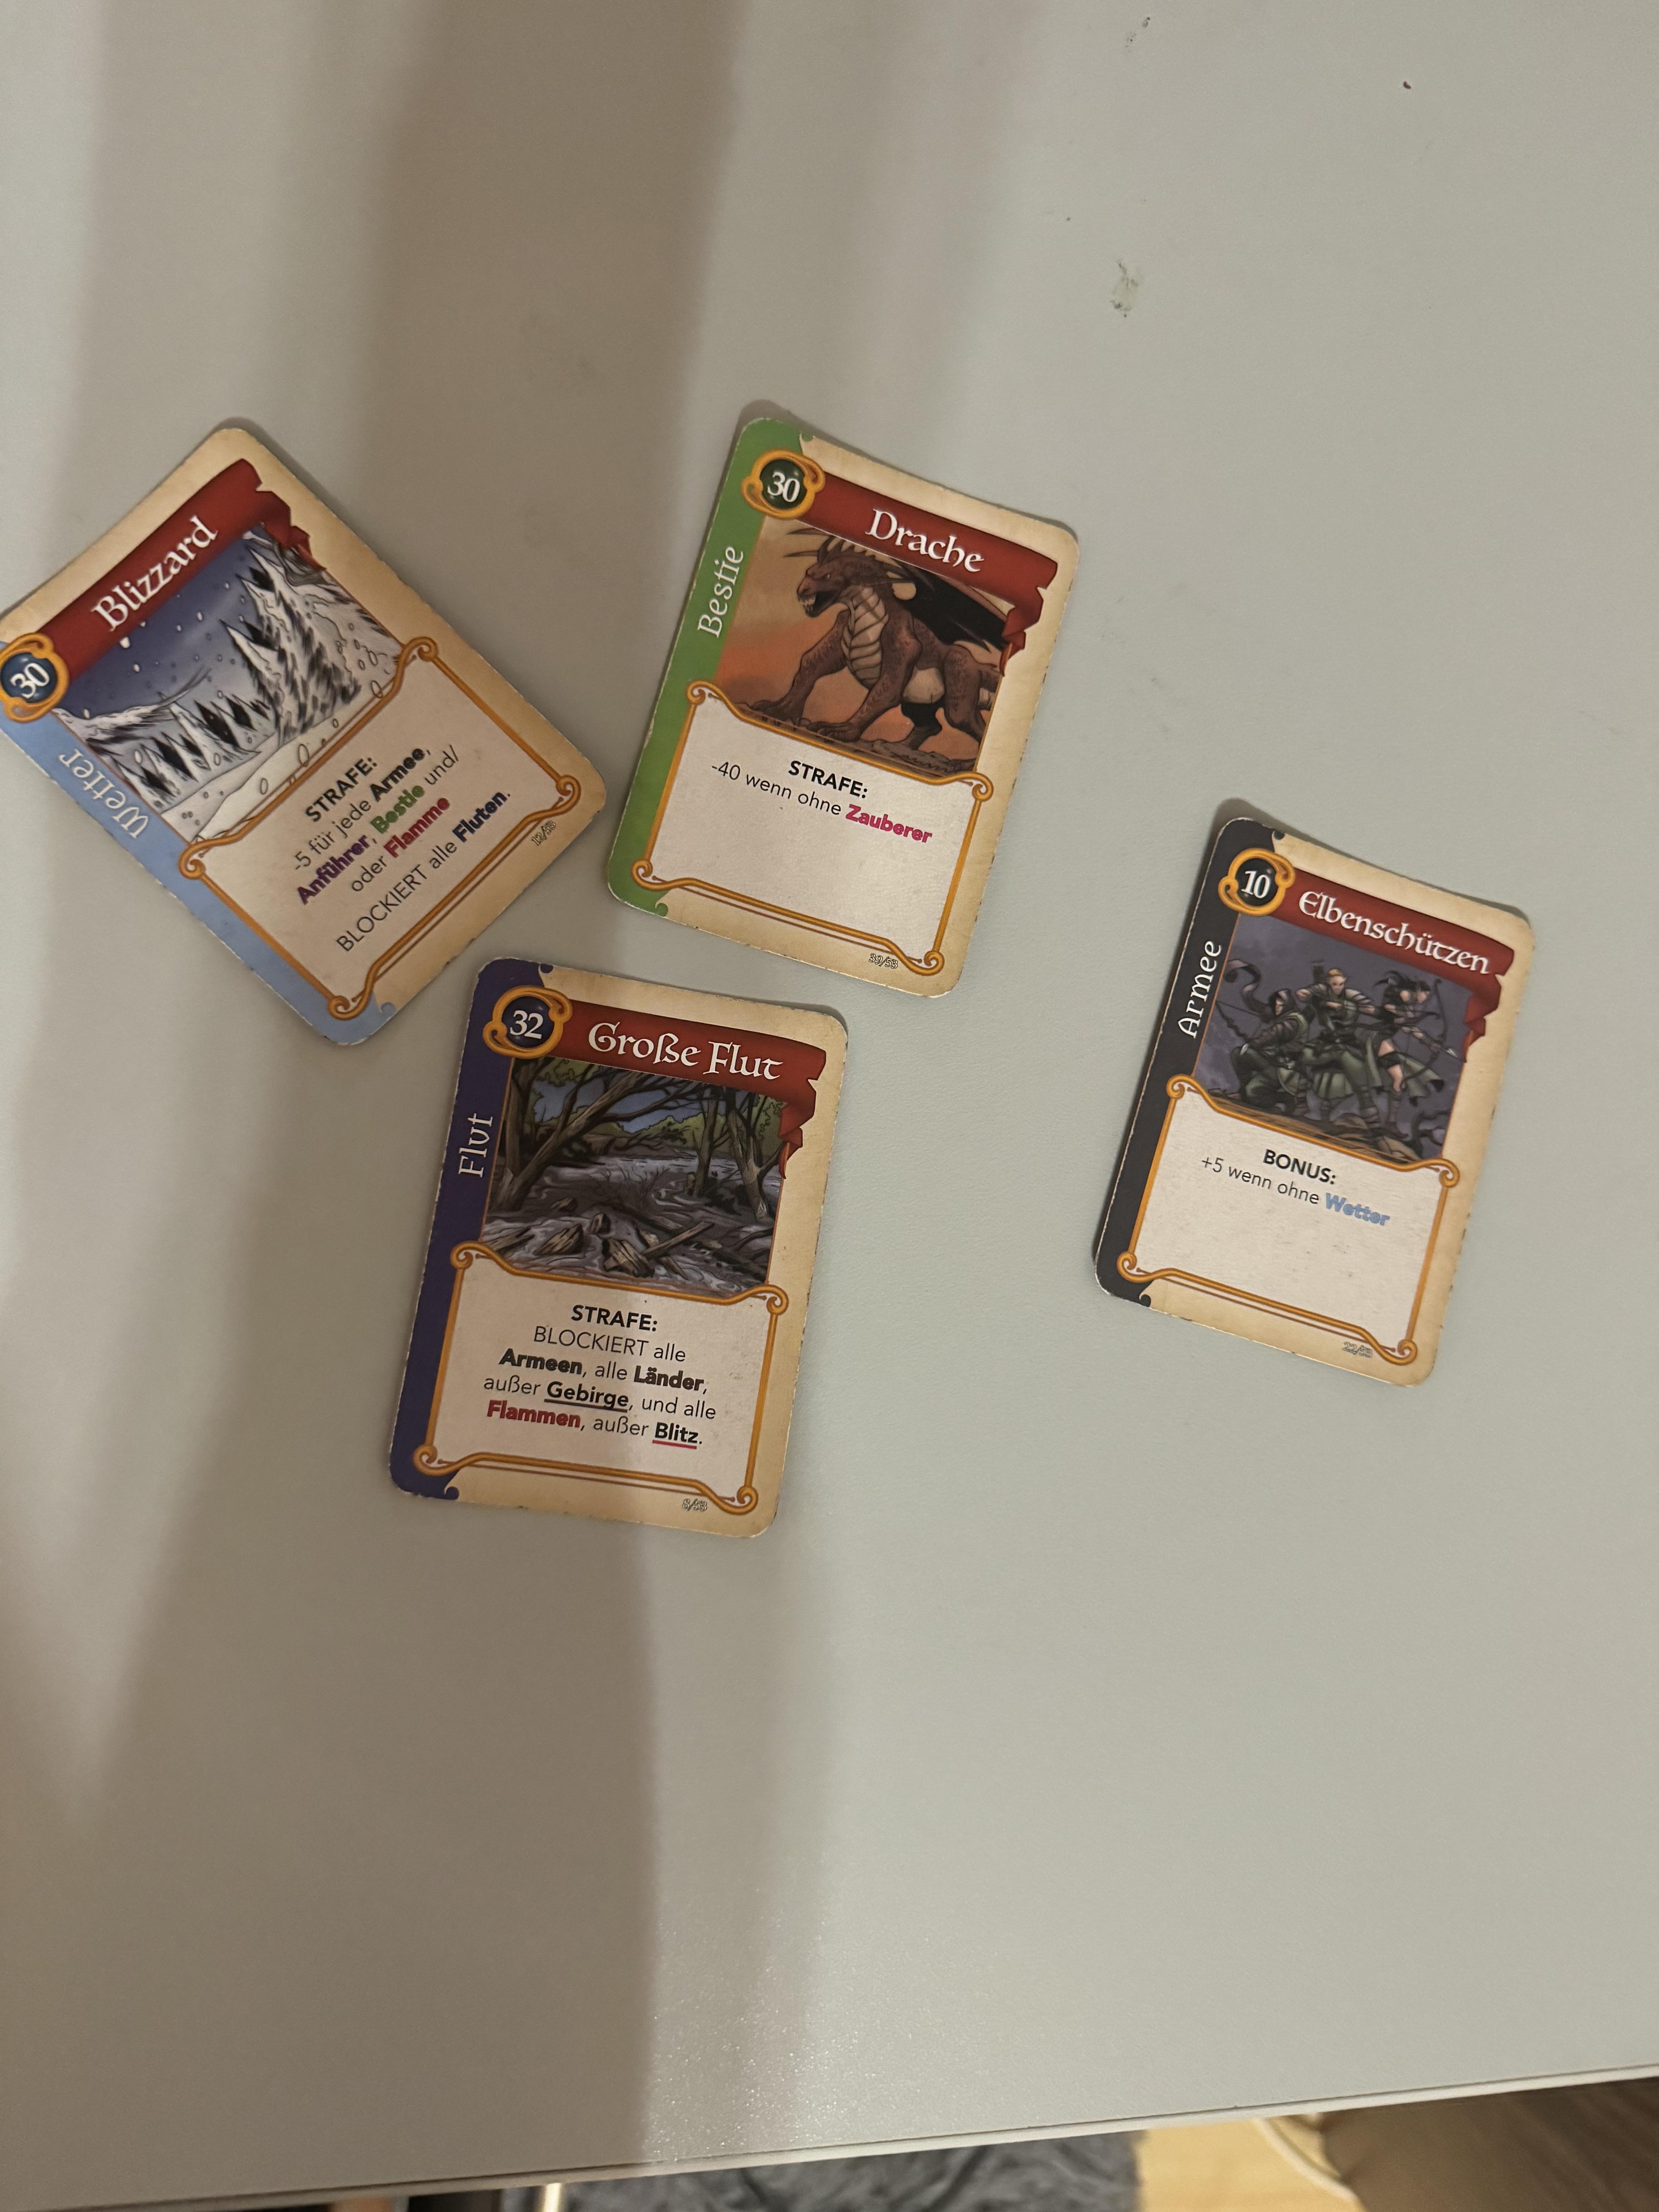 30
Blizzard
Wetter
STRAFE:
-5 für jede Armee,
Anführer, Bestie und/
oder Flamme
BLOCKIERT alle Fluten.
30
Drache
Bestie
STRAFE:
-40 wenn ohne Zauberer
32
Große Flut
Flut
STRAFE:
BLOCKIERT alle
Armeen, alle Länder,
außer Gebirge, und alle
Flammen, außer Blitz.
10
Elbenschützen
Armee
BONUS:
+5 wenn ohne Wetter